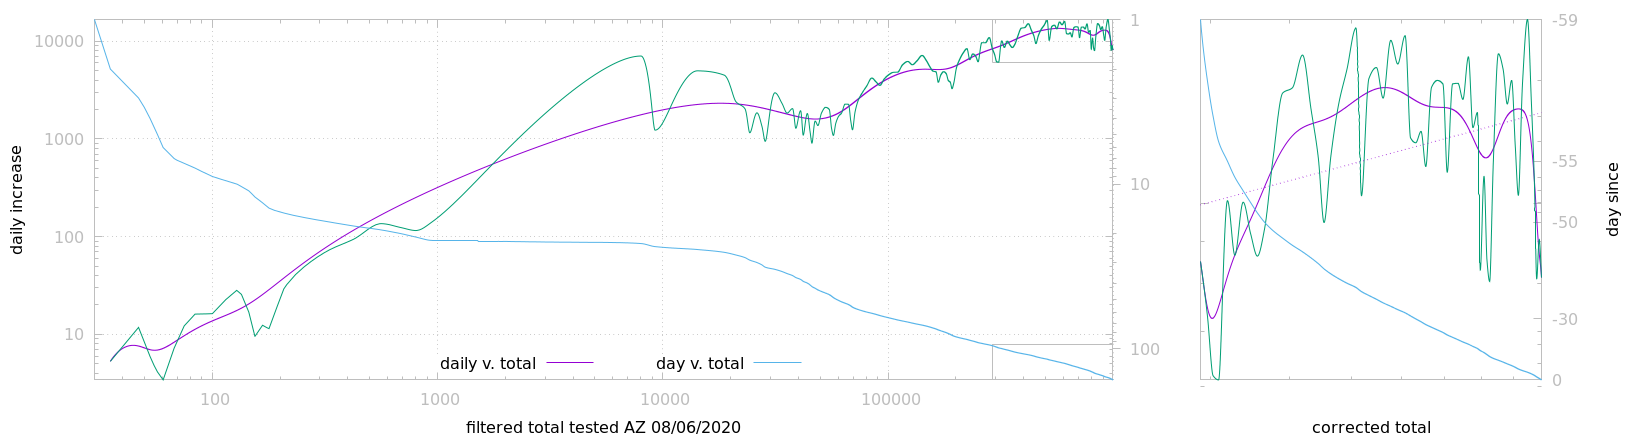 10000
1000
100
10
daily increase
1
10
100
daily v. total
day v. total
100
1000
10000
100000
filtered total tested AZ 08/06/2020
-59
-55
-50
-30
0
day since
corrected total